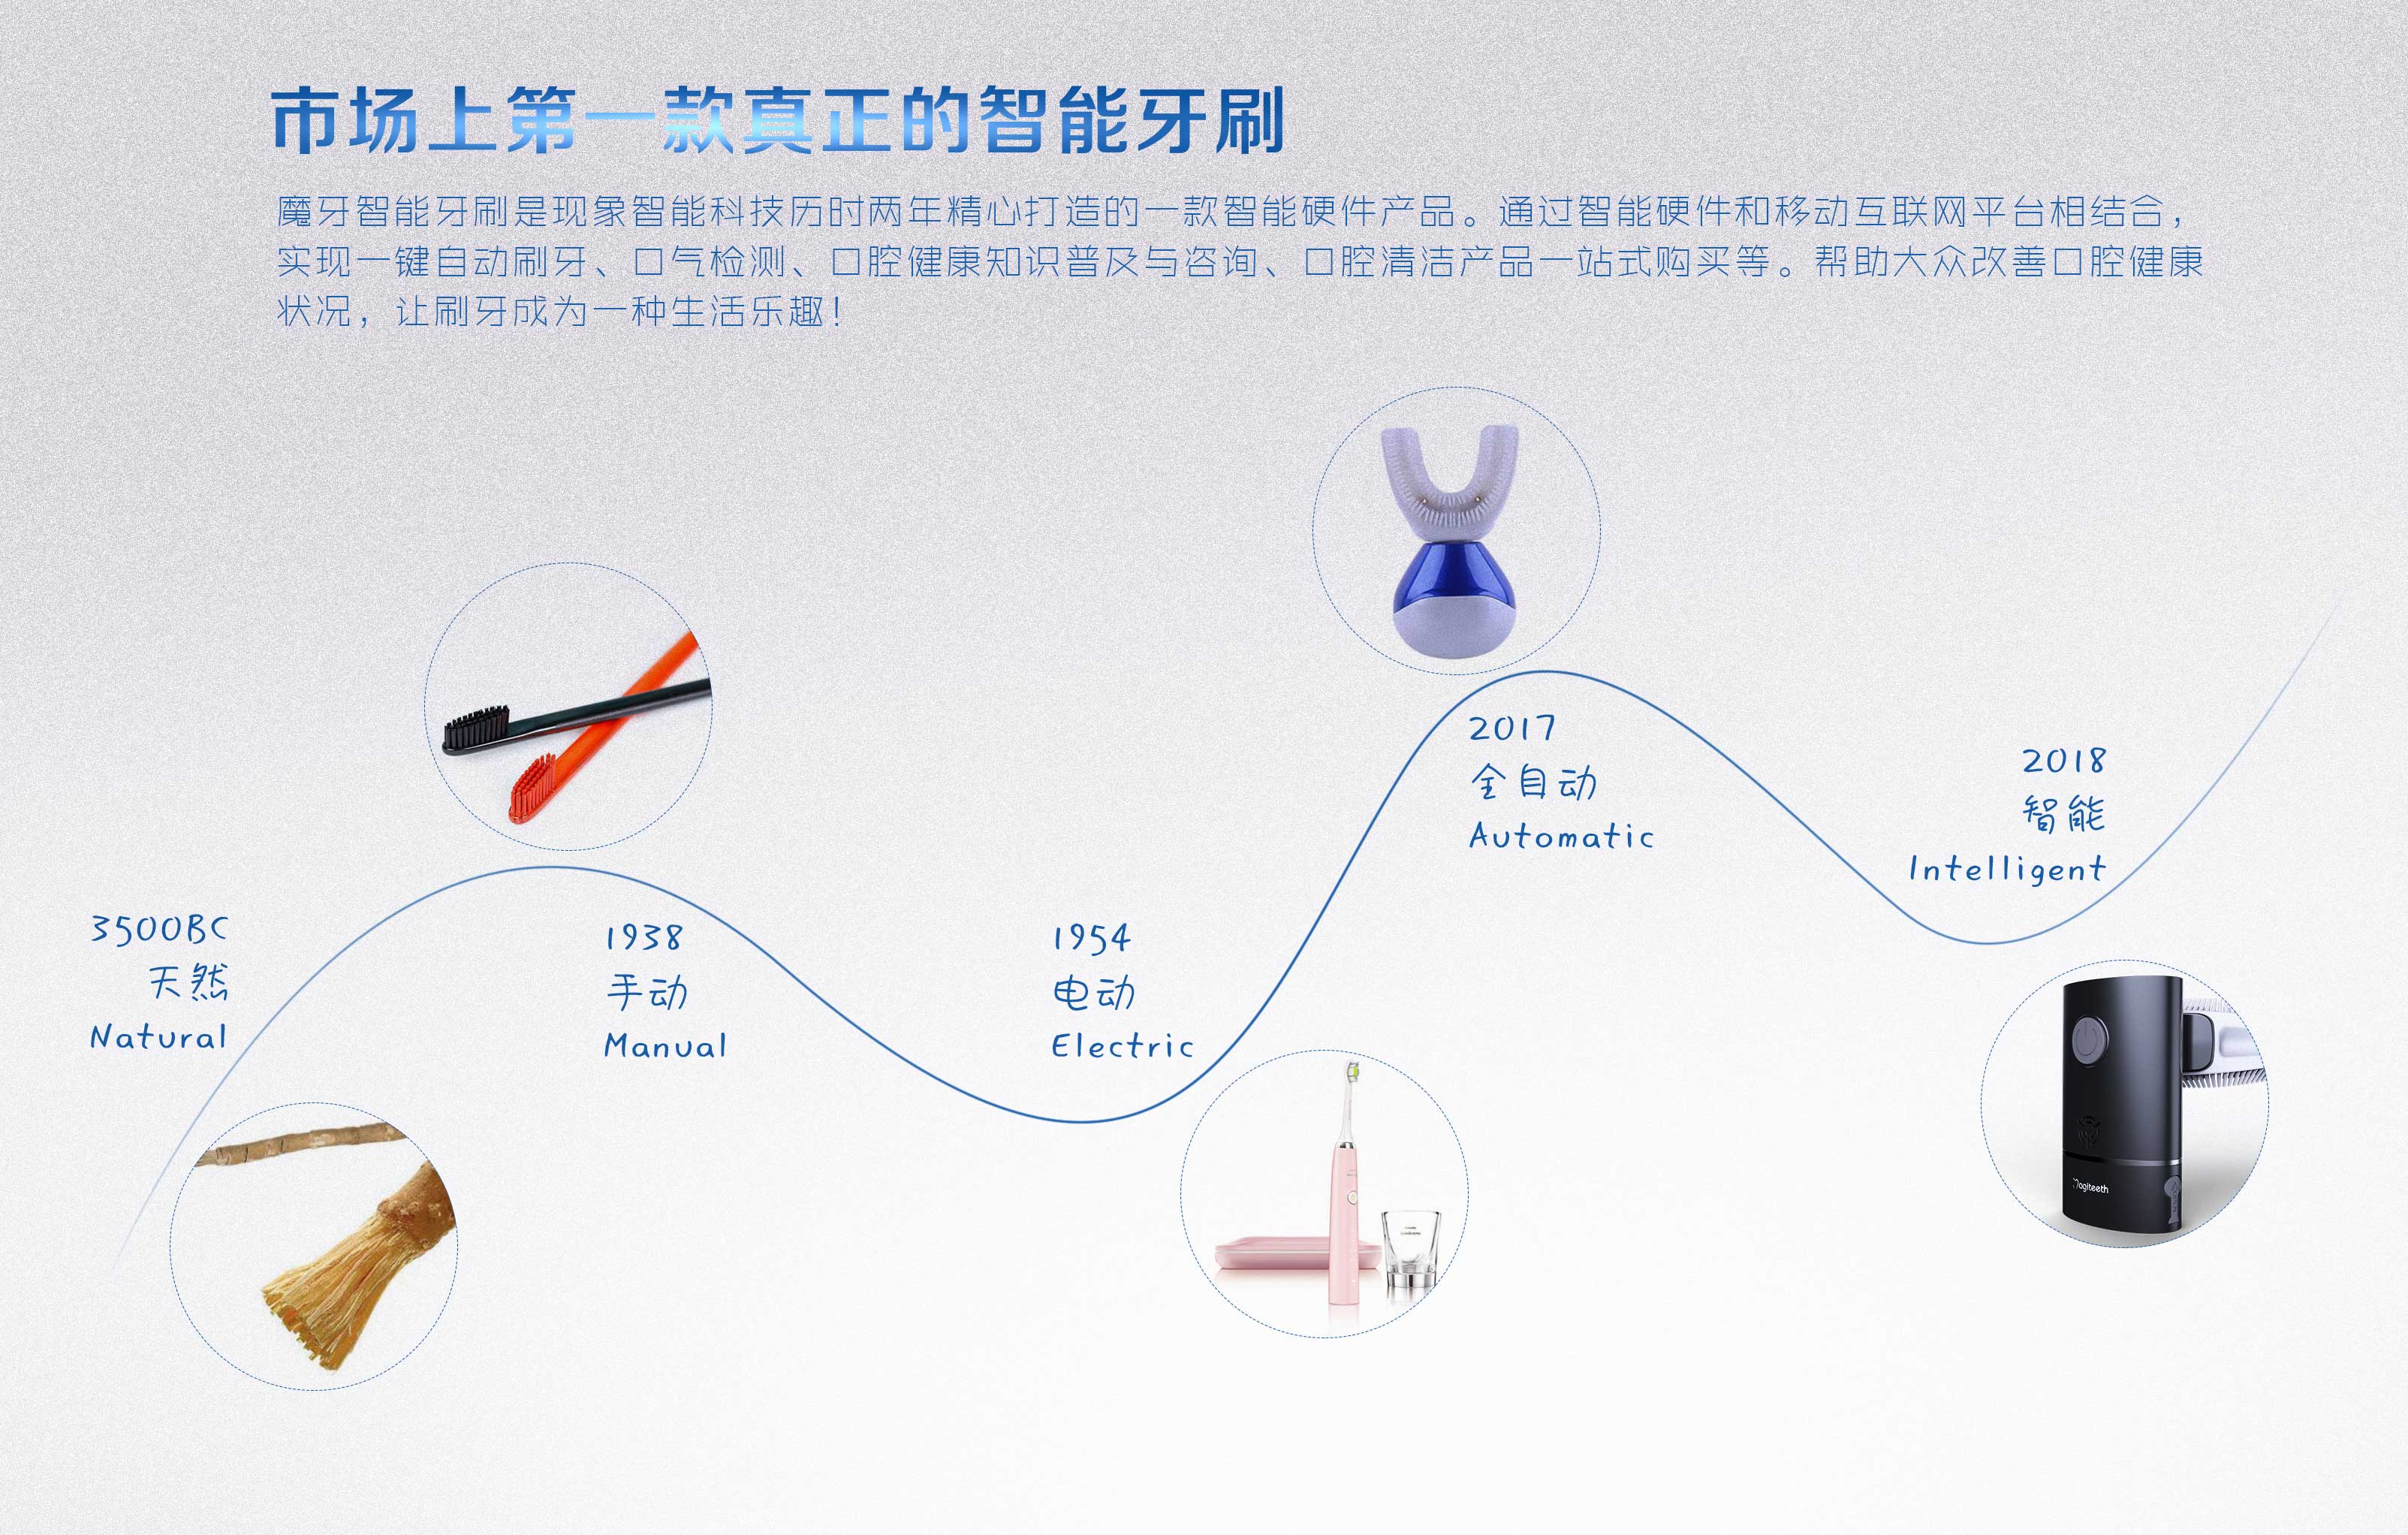 市场上第一款真正的智能牙刷
魔牙智能牙刷是现象智能科技历时两年精心打造的一款智能硬件产品。通过智能硬件和移动互联网平台相结合，
实现一键自动刷牙、口气检测、口腔健康知识普及与咨询、口腔清洁产品一站式购买等。帮助大众改善口腔健康
状况，让刷牙成为一种生活乐趣！
3500BC
天然
Natural
1938
手动
Manual
1954
电动
Electric
2017
全自动
Automatic
2018
智能
Intelligent
Magiteeth